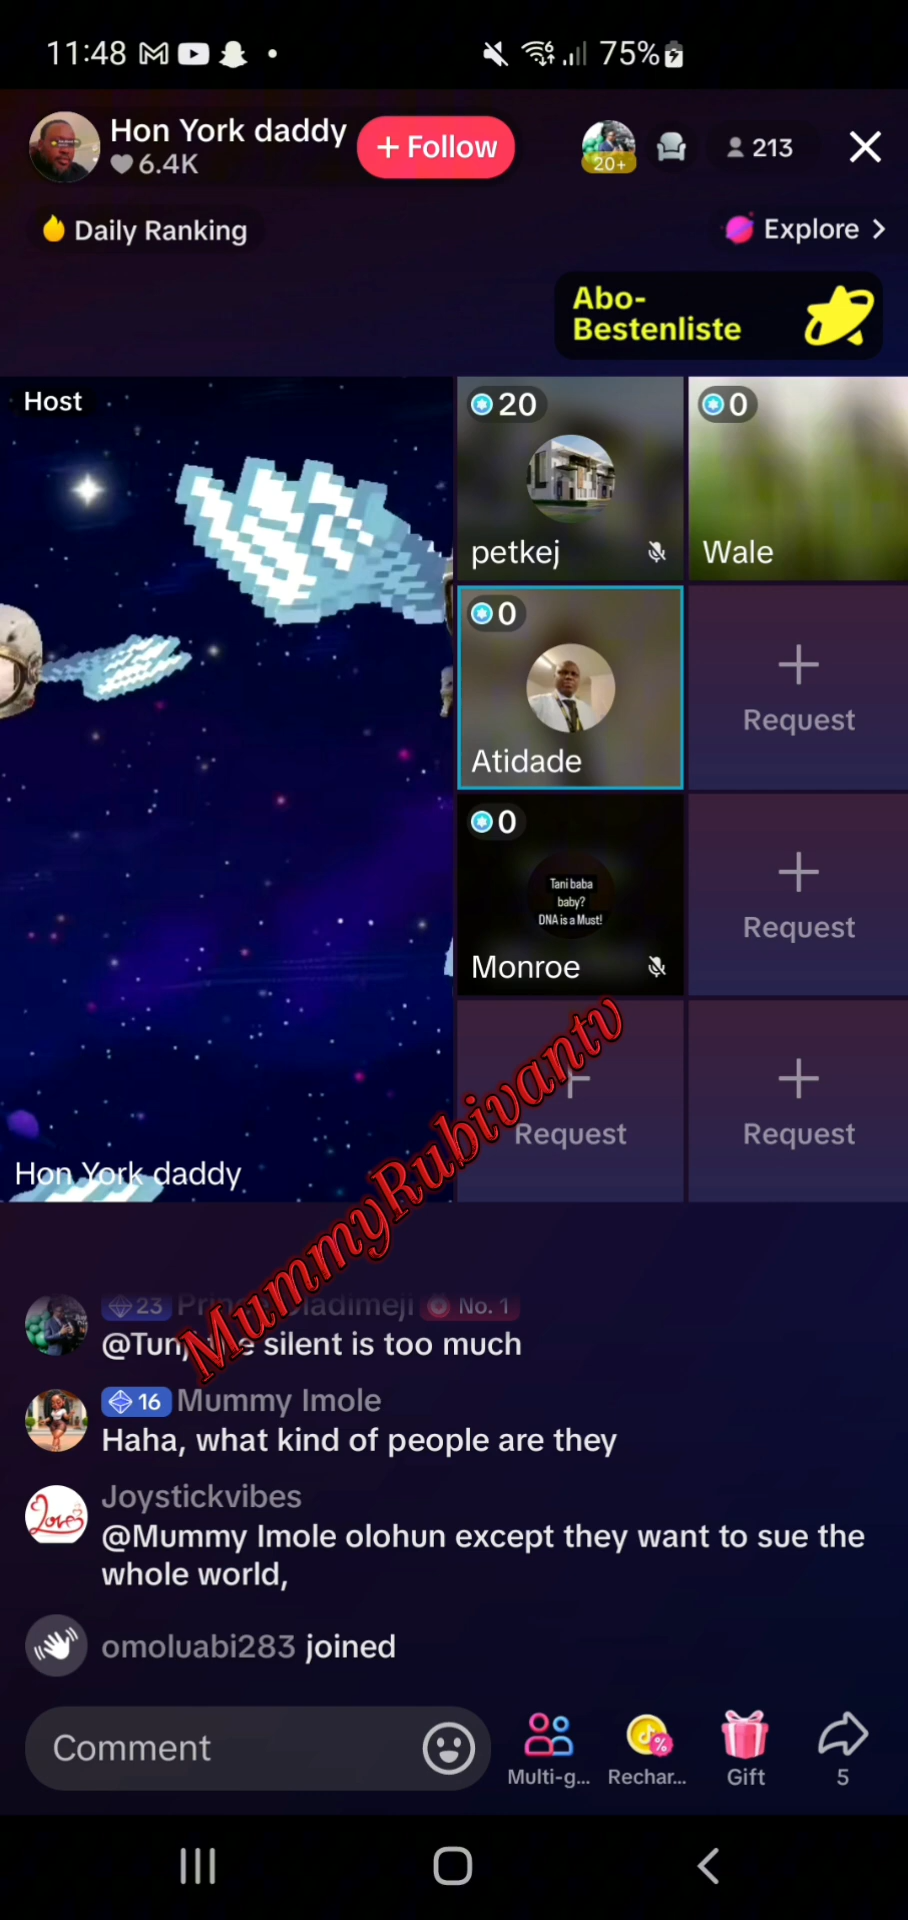 11:48
75%
Hon York daddy
6.4K
+ Follow
20+
213
Daily Ranking
Explore >
Abo-
Bestenliste
Host
20
petkej
0
Wale
0
Atidade
Request
0
Tani baba
baby?
DNA is a Must!
Monroe
Request
Request
Request
Hon York daddy
MummyRubivantv
23
No. 1
silent is too much
16 Mummy Imole
Haha, what kind of people are they
Joystickvibes
Love
@Mummy Imole olohun except they want to sue the
whole world,
omoluabi283 joined
Comment
Multi-g...
Rechar...
Gift
5